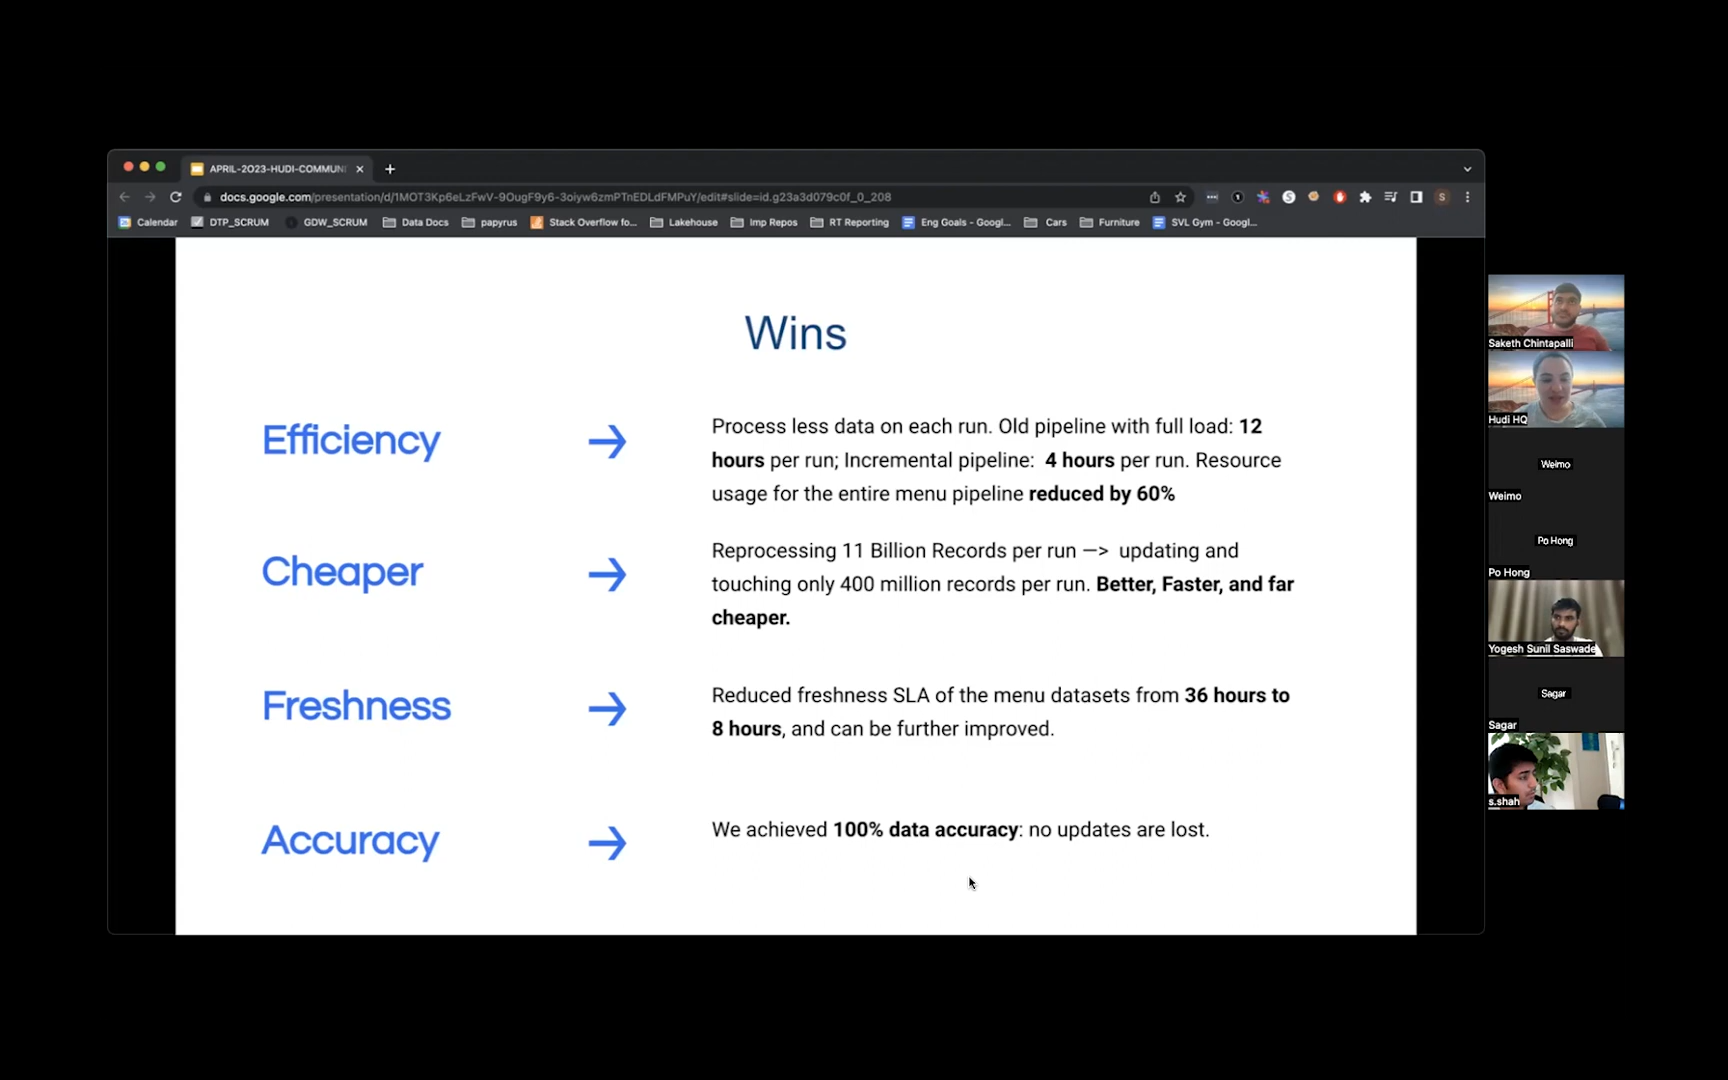 APRIL-2023-HUDI-COMMUNI
docs.google.com/presentation/d/1MOT3Kp6eLzFwV-9OugF9y6-3oiyw6zmPTnEDLdFMPuY/edit#slide=id.g23a3d079c0f_0_208
Calendar DTP_SCRUM GDW_SCRUM Data Docs papyrus Stack Overflow fo... Lakehouse Imp Repos RT Reporting Eng Goals - Googl... Cars Furniture SVL Gym - Googl...
Wins
Efficiency →
Process less data on each run. Old pipeline with full load: 12
hours per run; Incremental pipeline: 4 hours per run. Resource
usage for the entire menu pipeline reduced by 60%
Cheaper →
Reprocessing 11 Billion Records per run —> updating and
touching only 400 million records per run. Better, Faster, and far
cheaper.
Freshness →
Reduced freshness SLA of the menu datasets from 36 hours to
8 hours, and can be further improved.
Accuracy →
We achieved 100% data accuracy: no updates are lost.
Saketh Chintapalli
Hudi HQ
Weimo
Weimo
Po Hong
Po Hong
Yogesh Sunil Saswade
Sagar
Sagar
s.shah